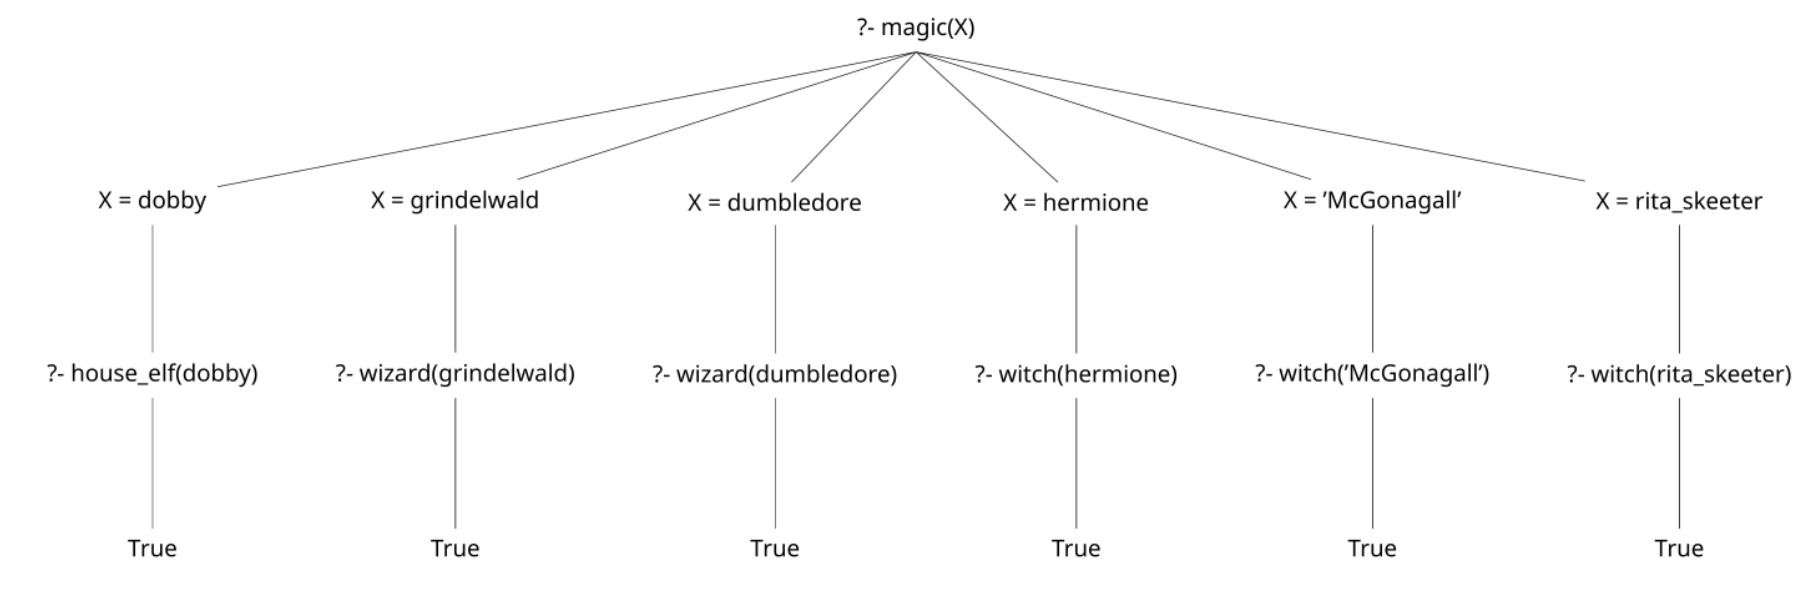 ?- magic(X)
X = dobby X = grindelwald X = dumbledore X = hermione X = ’McGonagall’ X = rita_skeeter
?- house_elf(dobby) ?- wizard(grindelwald) ?- wizard(dumbledore) ?- witch(hermione) ?- witch(’McGonagall’) ?- witch(rita_skeeter)
True True True True True True